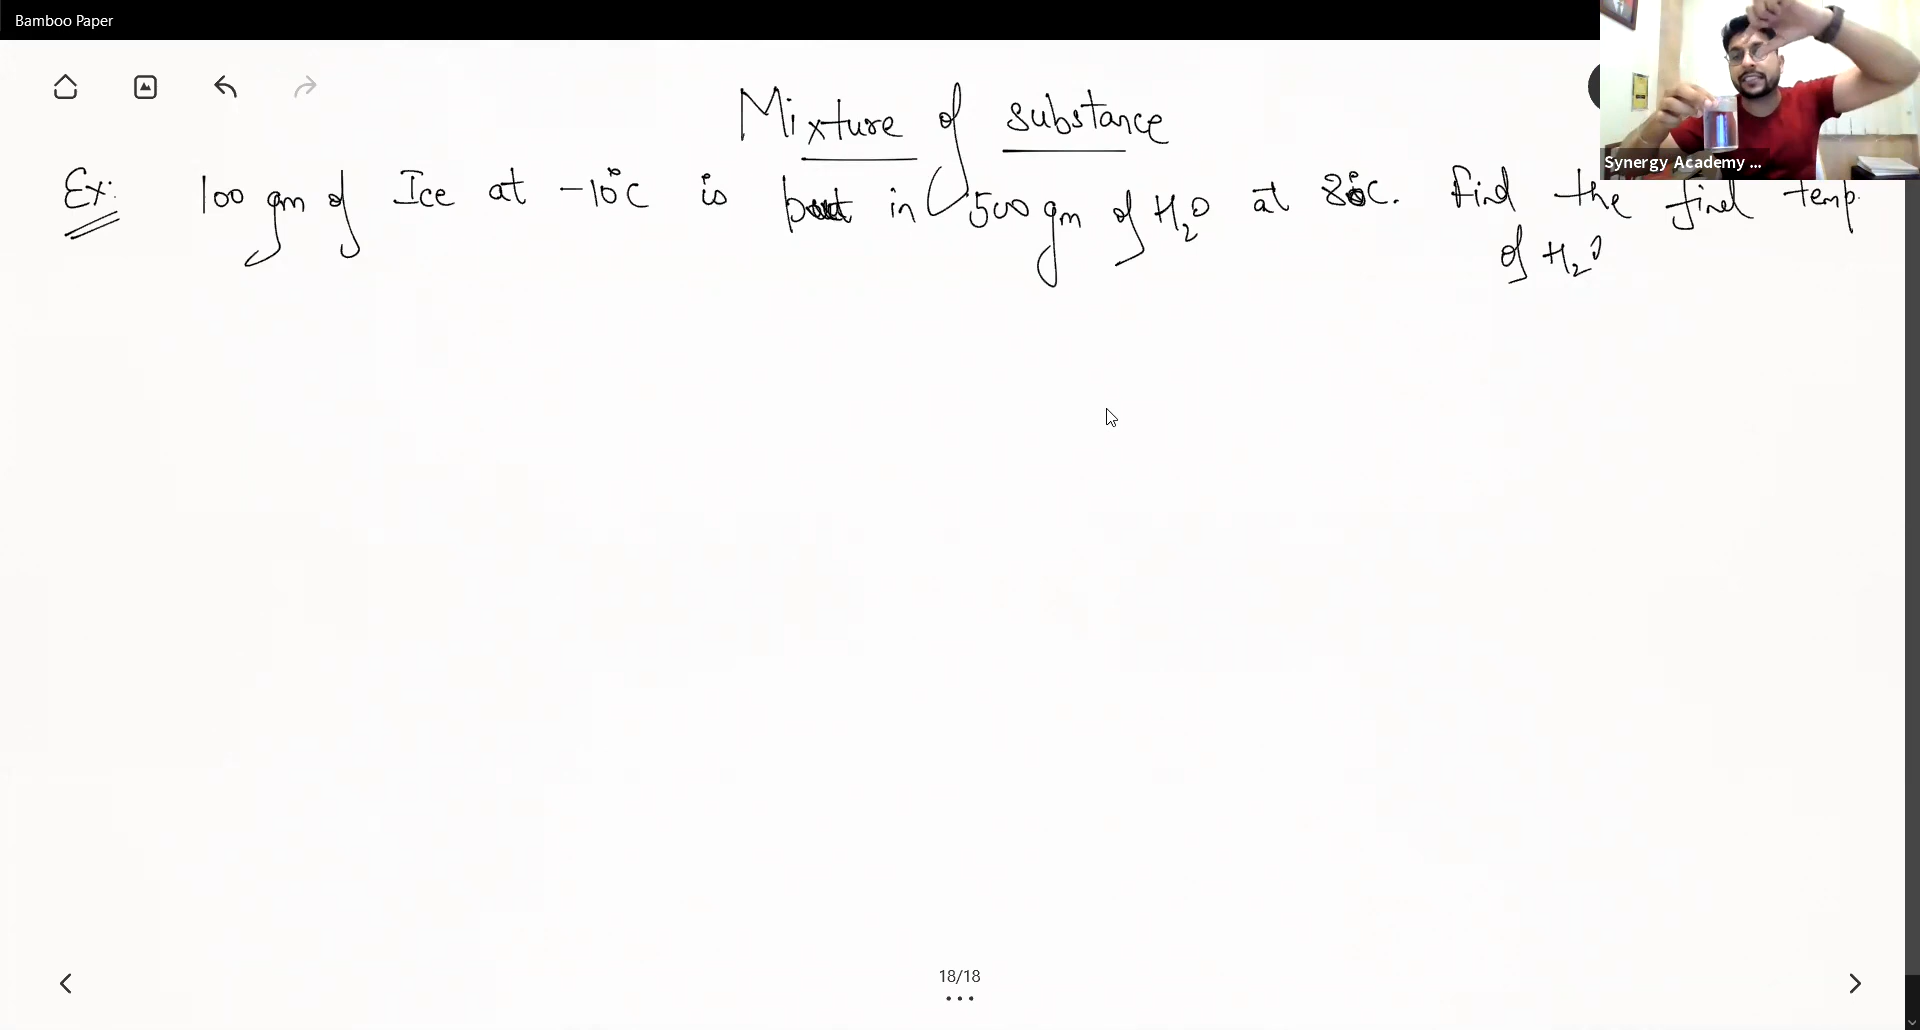 Bamboo Paper
Mixture of substance
Synergy Academy ...
Ex: 100 gm of Ice at -10°C is put in 500 gm of H₂O at 80°C. Find the final temp.
of H₂O
18/18